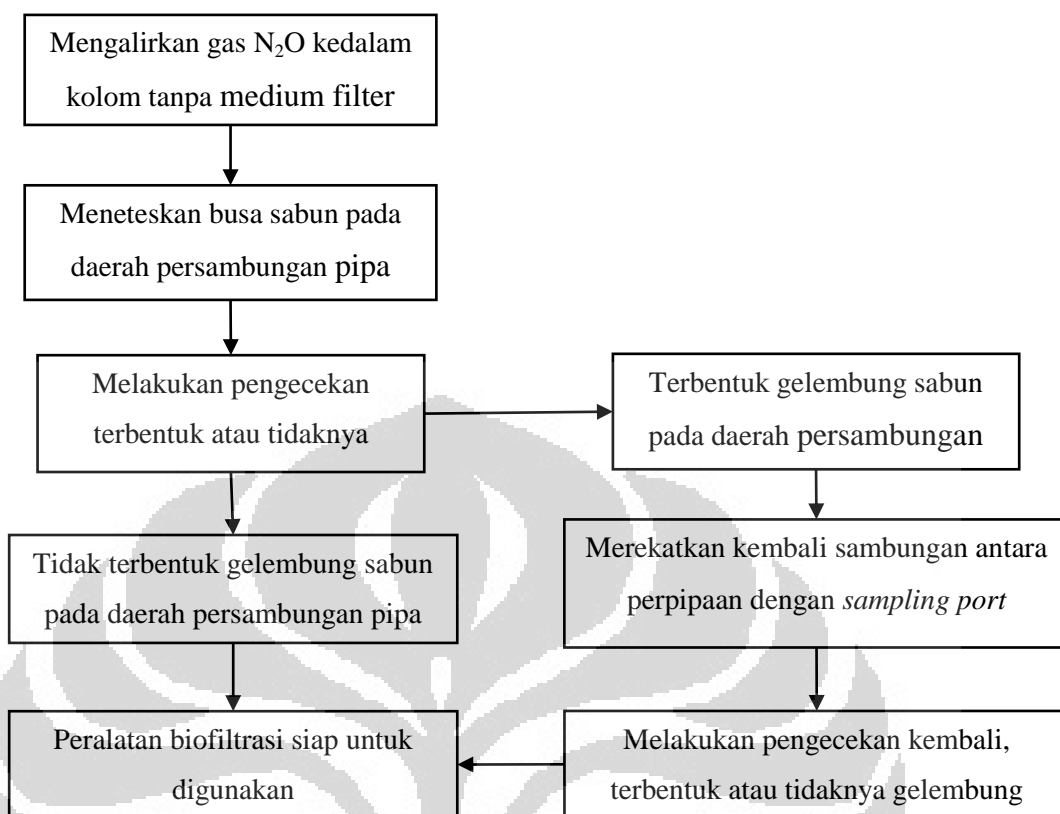 Mengalirkan gas N₂O kedalam
kolom tanpa medium filter
Meneteskan busa sabun pada
daerah persambungan pipa
Melakukan pengecekan
terbentuk atau tidaknya
Terbentuk gelembung sabun
pada daerah persambungan
Tidak terbentuk gelembung sabun
pada daerah persambungan pipa
Merekatkan kembali sambungan antara
perpipaan dengan sampling port
Peralatan biofiltrasi siap untuk
digunakan
Melakukan pengecekan kembali,
terbentuk atau tidaknya gelembung